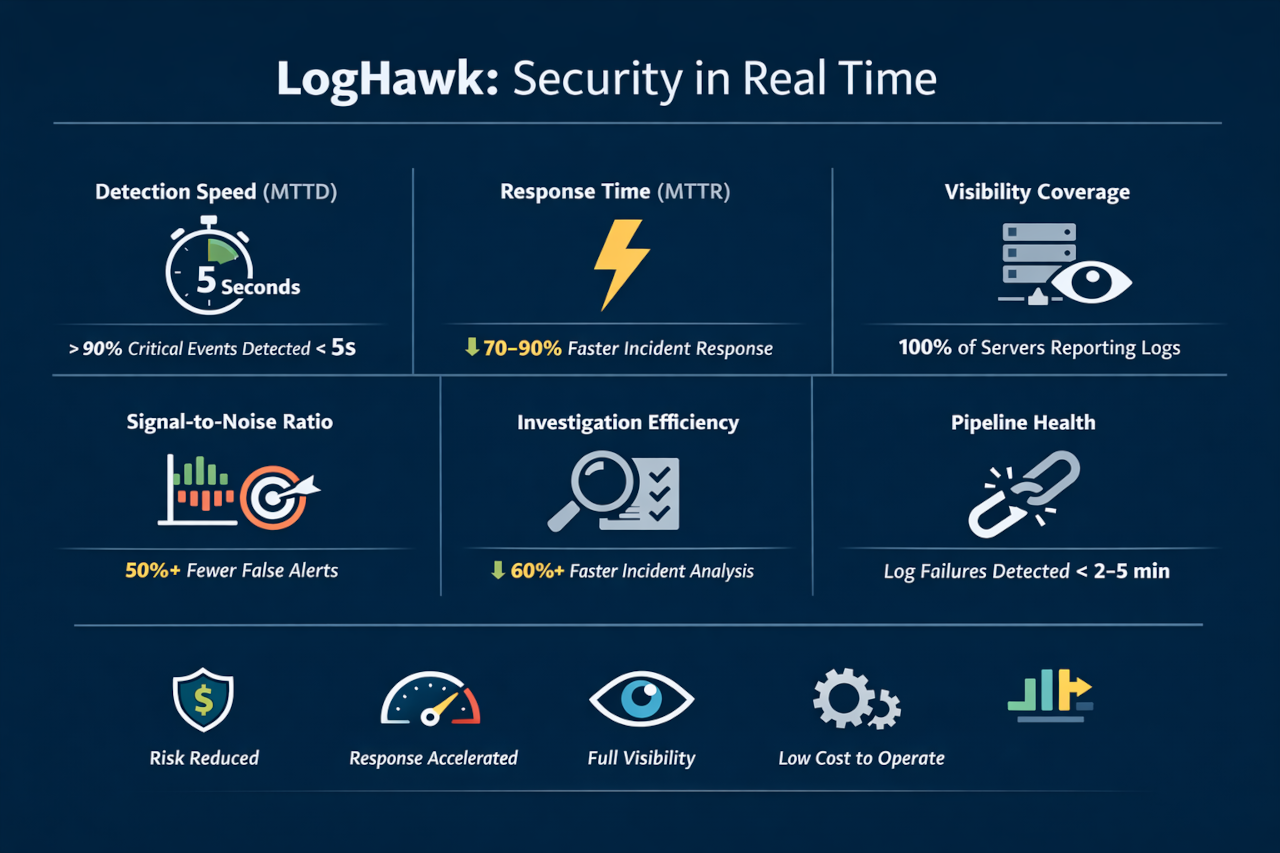 LogHawk: Security in Real Time
Detection Speed (MTTD)
Response Time (MTTR)
Visibility Coverage
5 Seconds
> 90% Critical Events Detected < 5s
70–90% Faster Incident Response
100% of Servers Reporting Logs
Signal-to-Noise Ratio
Investigation Efficiency
Pipeline Health
50%+ Fewer False Alerts
60%+ Faster Incident Analysis
Log Failures Detected < 2–5 min
$
Risk Reduced
Response Accelerated
Full Visibility
Low Cost to Operate